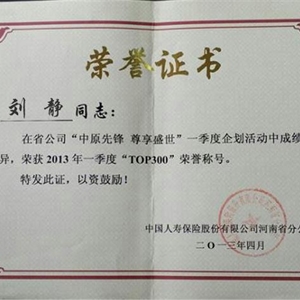 荣誉证书
刘 静 同志：
在省公司“中原先锋 尊享盛世”一季度企划活动中成绩
异，荣获2013年一季度“TOP300”荣誉称号。
特发此证，以资鼓励！
中国人寿保险股份有限公司河南省分
二〇一三年四月